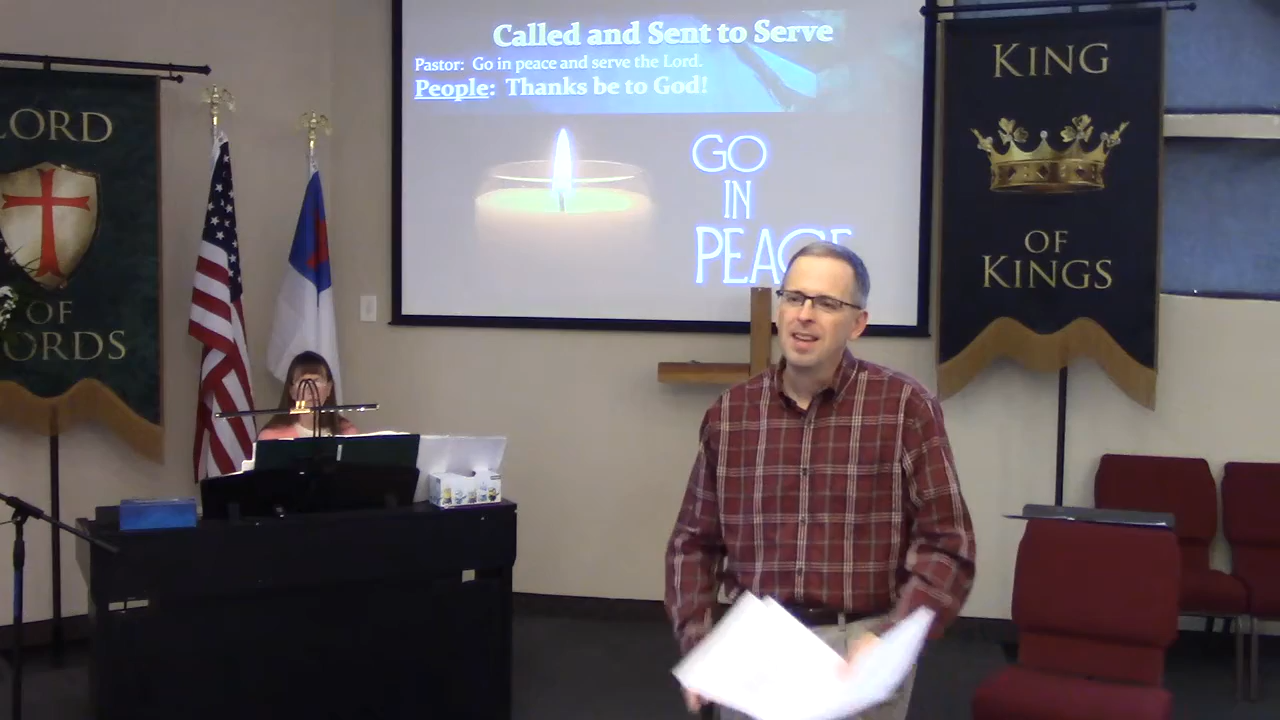 Called and Sent to Serve
Pastor: Go in peace and serve the Lord.
People: Thanks be to God!
GO
IN
PEACE
LORD
OF
LORDS
KING
OF
KINGS